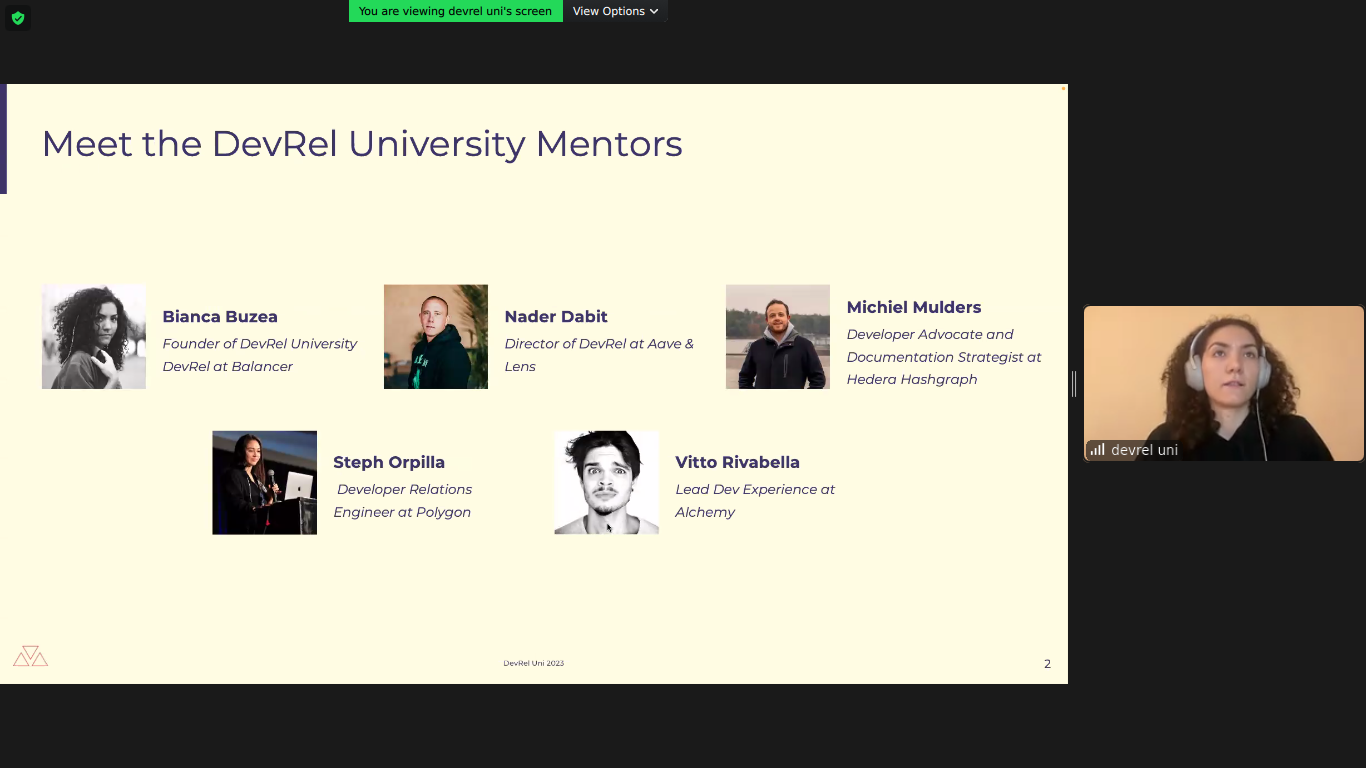 You are viewing devrel uni's screen
View Options
Meet the DevRel University Mentors
Bianca Buzea
Founder of DevRel University
DevRel at Balancer
Nader Dabit
Director of DevRel at Aave &
Lens
Michiel Mulders
Developer Advocate and
Documentation Strategist at
Hedera Hashgraph
Steph Orpilla
Developer Relations
Engineer at Polygon
Vitto Rivabella
Lead Dev Experience at
Alchemy
devrel uni
DevRel Uni 2023
2